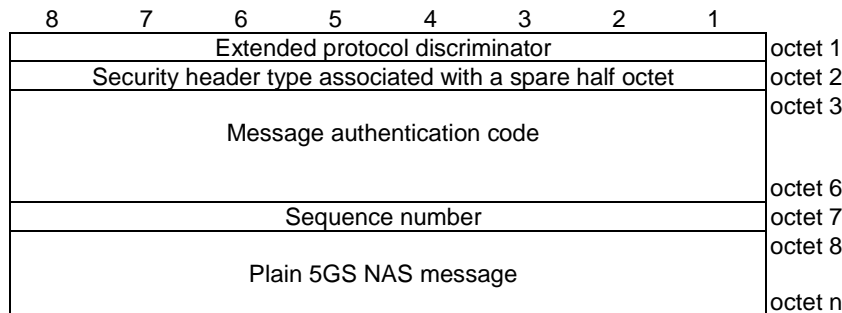 8 7 6 5 4 3 2 1
Extended protocol discriminator octet 1
Security header type associated with a spare half octet octet 2
octet 3
Message authentication code
octet 6
Sequence number octet 7
octet 8
Plain 5GS NAS message
octet n